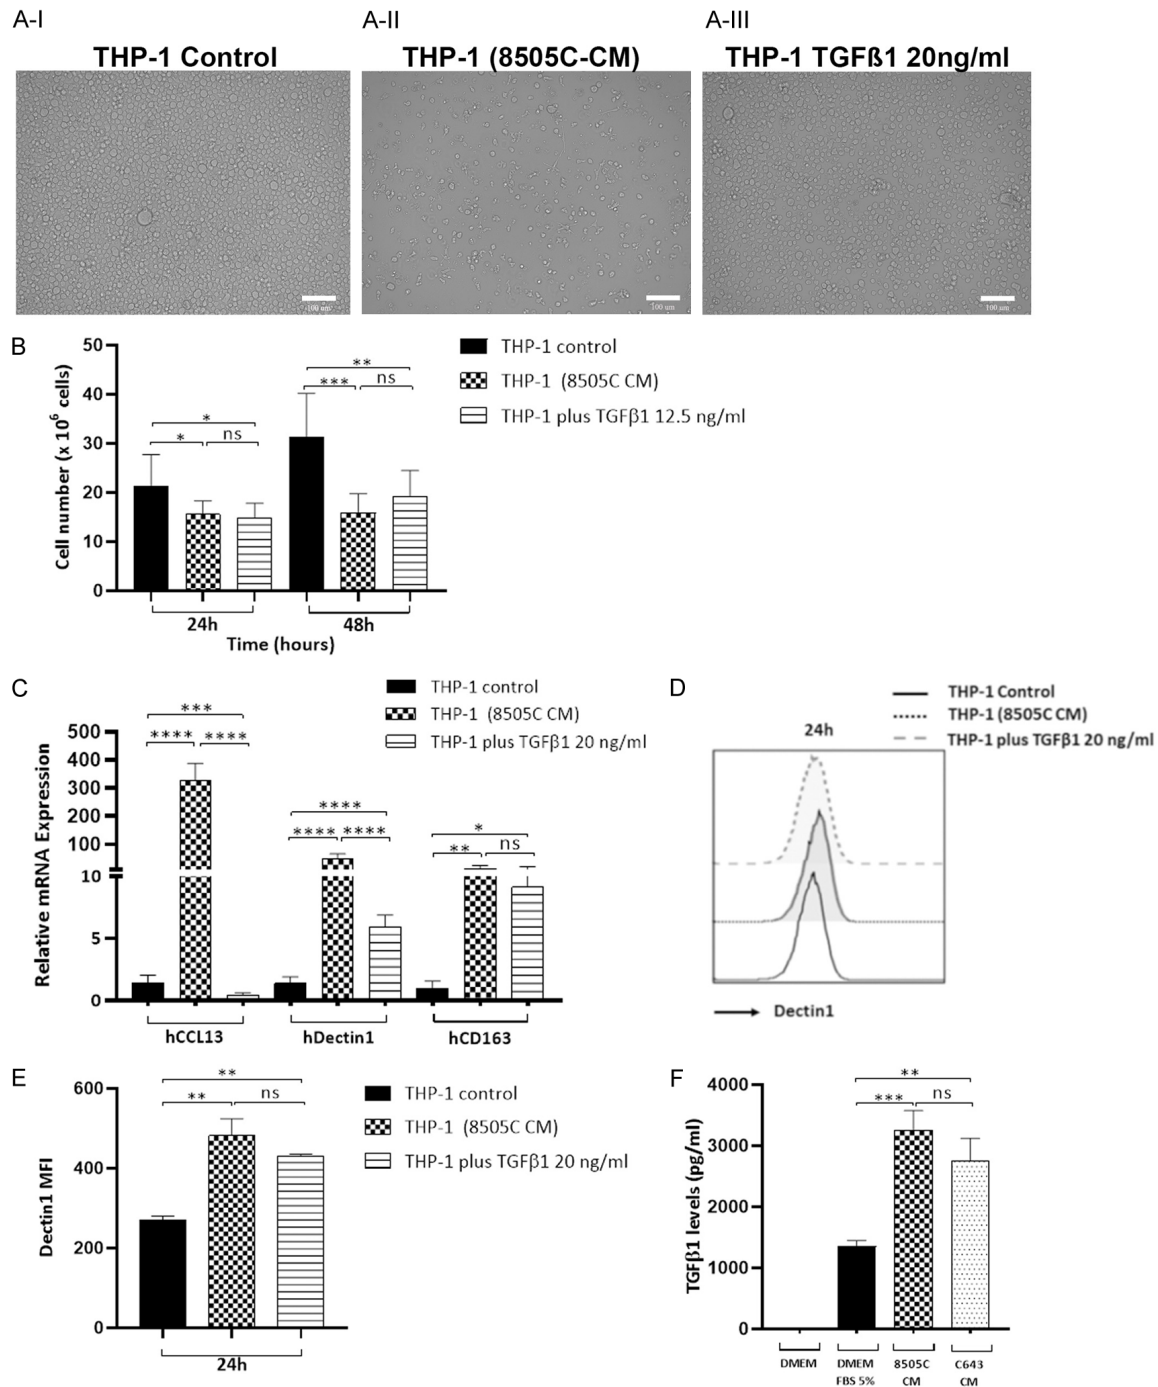 A-I
A-II
A-III
THP-1 Control
THP-1 (8505C-CM)
THP-1 TGFß1 20ng/ml
100 um
100 um
100 um
B
50
40
30
20
10
0
Cell number (x 10⁶ cells)
*
*
ns
**
***
ns
24h
48h
Time (hours)
THP-1 control
THP-1 (8505C CM)
THP-1 plus TGFβ1 12.5 ng/ml
C
THP-1 control
THP-1 (8505C CM)
THP-1 plus TGFβ1 20 ng/ml
500
400
300
200
100
10
5
0
Relative mRNA Expression
***
**** ****
****
**** ****
*
** ns
hCCL13
hDectin1
hCD163
D
THP-1 Control
THP-1 (8505C CM)
THP-1 plus TGFβ1 20 ng/ml
24h
Dectin1
E
600
400
200
0
Dectin1 MFI
**
** ns
24h
THP-1 control
THP-1 (8505C CM)
THP-1 plus TGFβ1 20 ng/ml
F
4000
3000
2000
1000
0
TGFβ1 levels (pg/ml)
**
*** ns
DMEM
DMEM
FBS 5%
8505C
CM
C643
CM